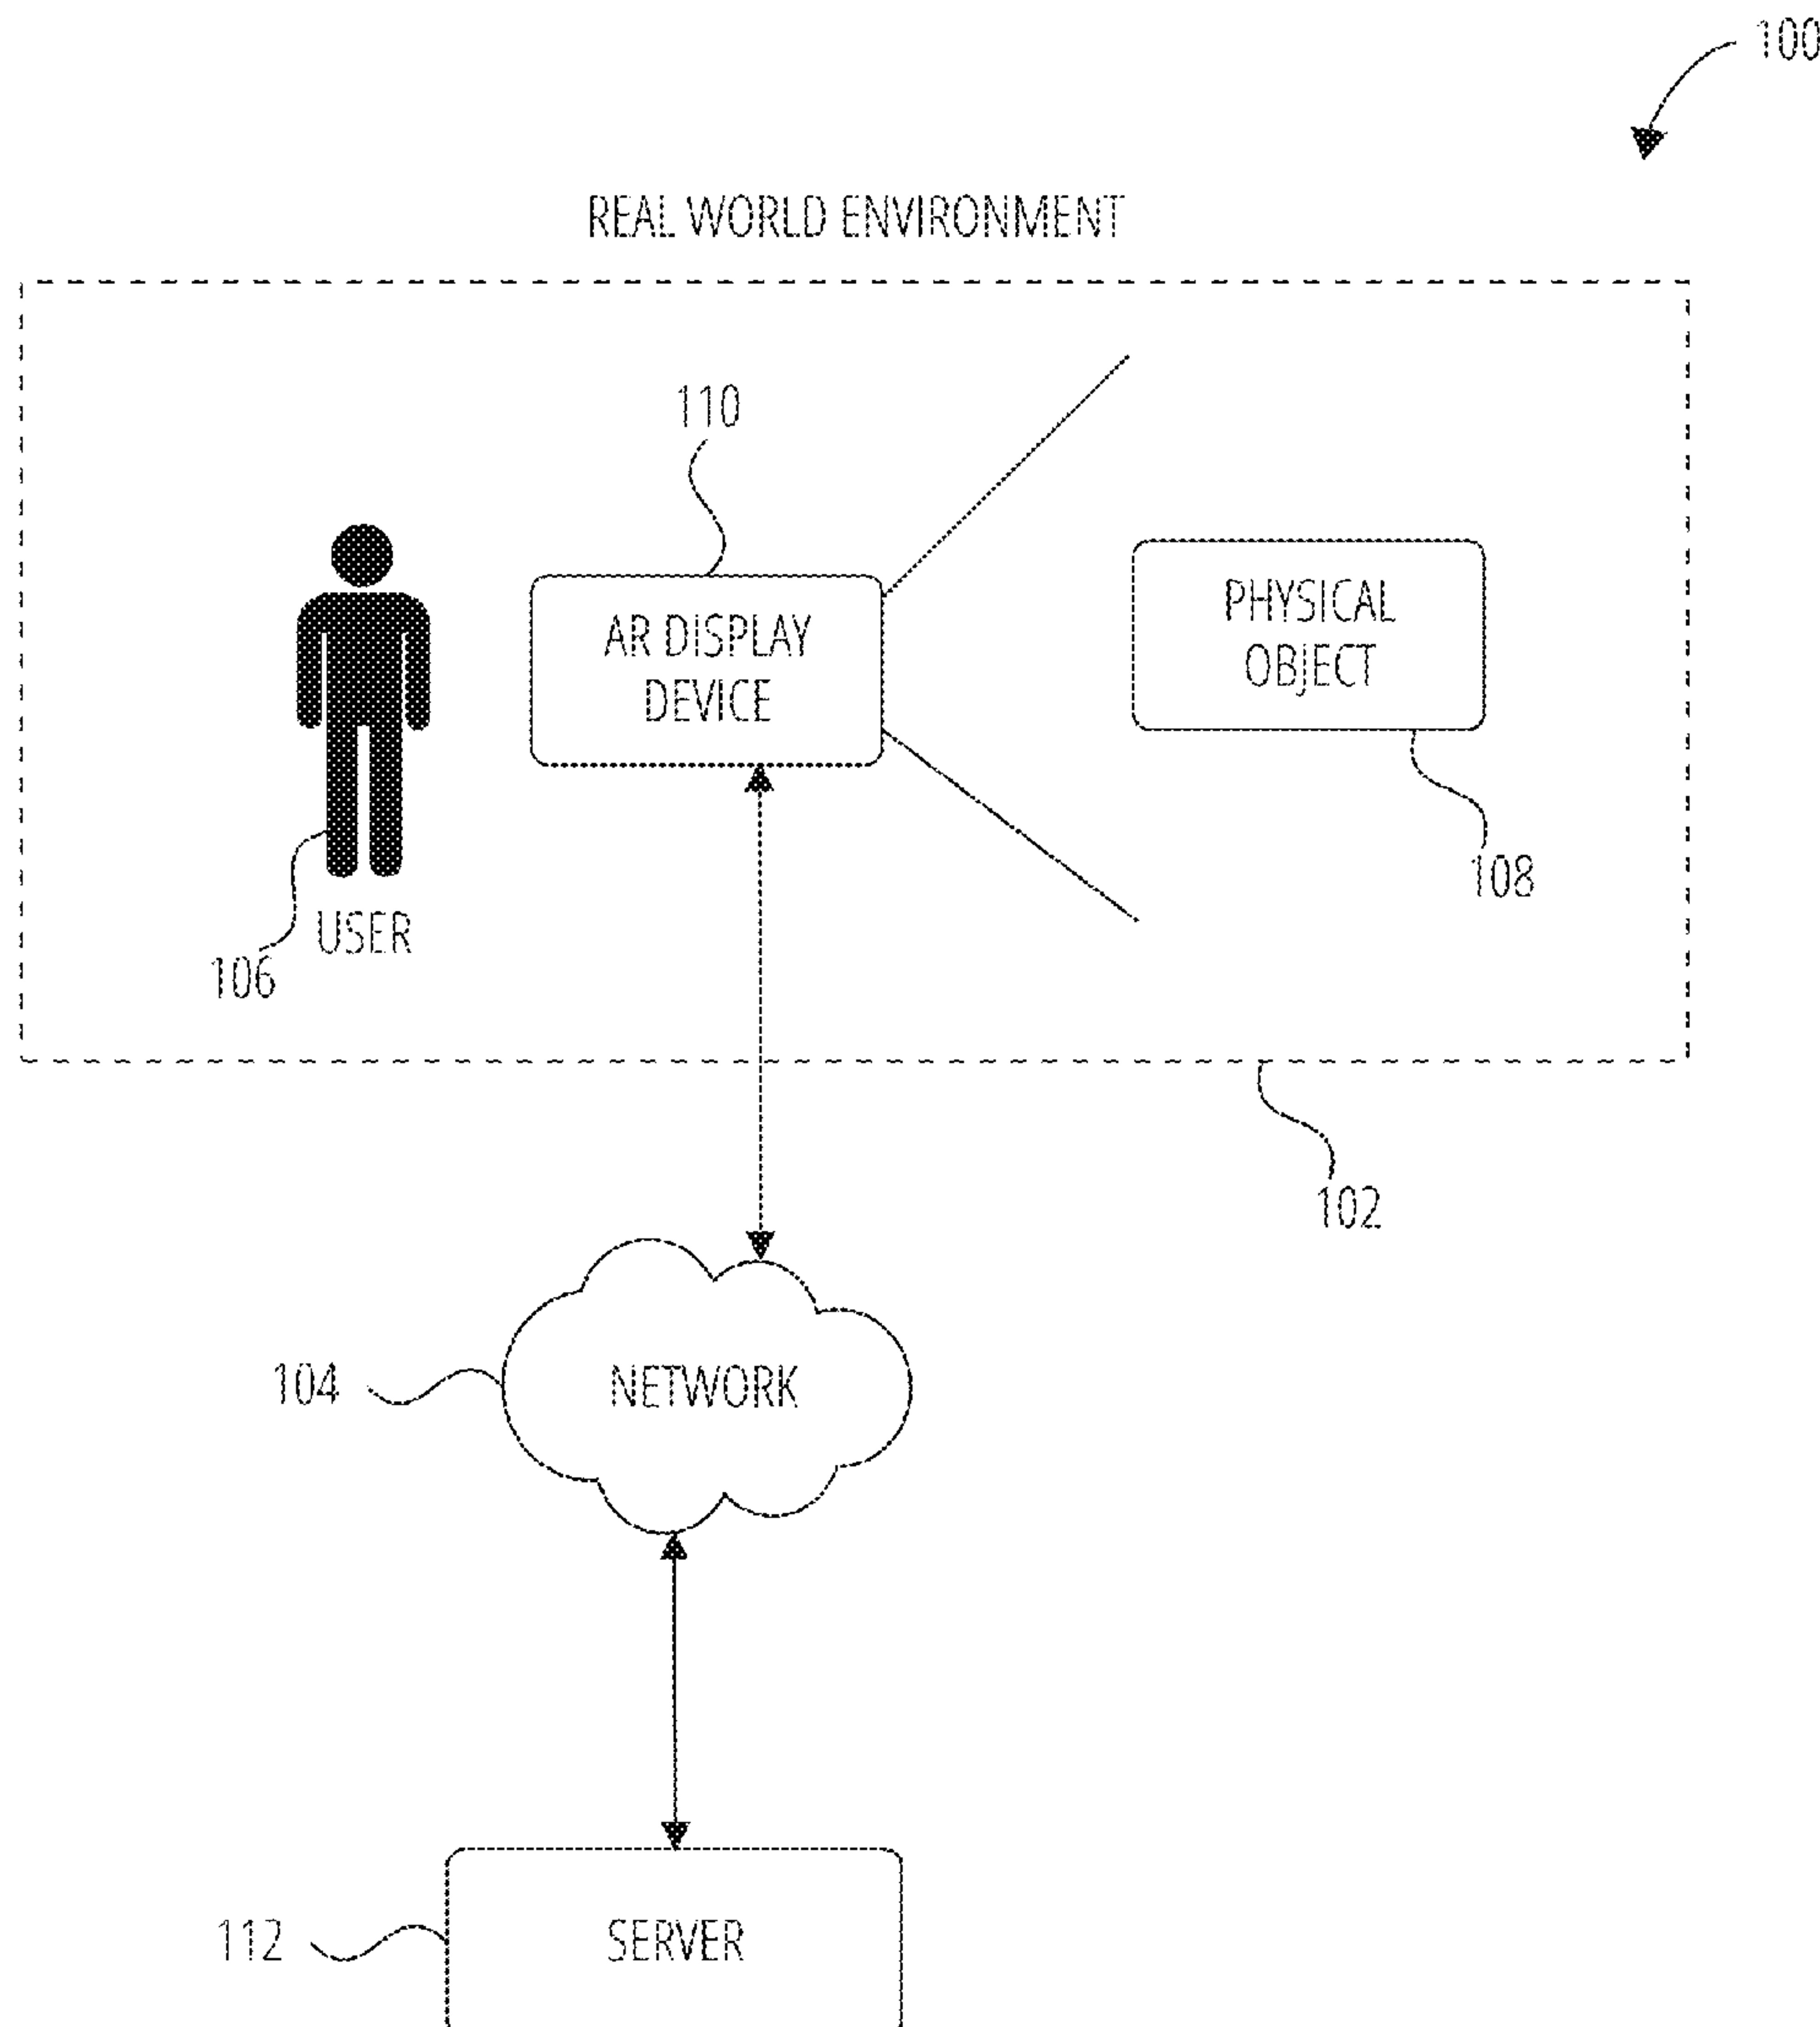 100
REAL WORLD ENVIRONMENT
110
AR DISPLAY
DEVICE
PHYSICAL
OBJECT
108
USER
106
102
104
NETWORK
112
SERVER